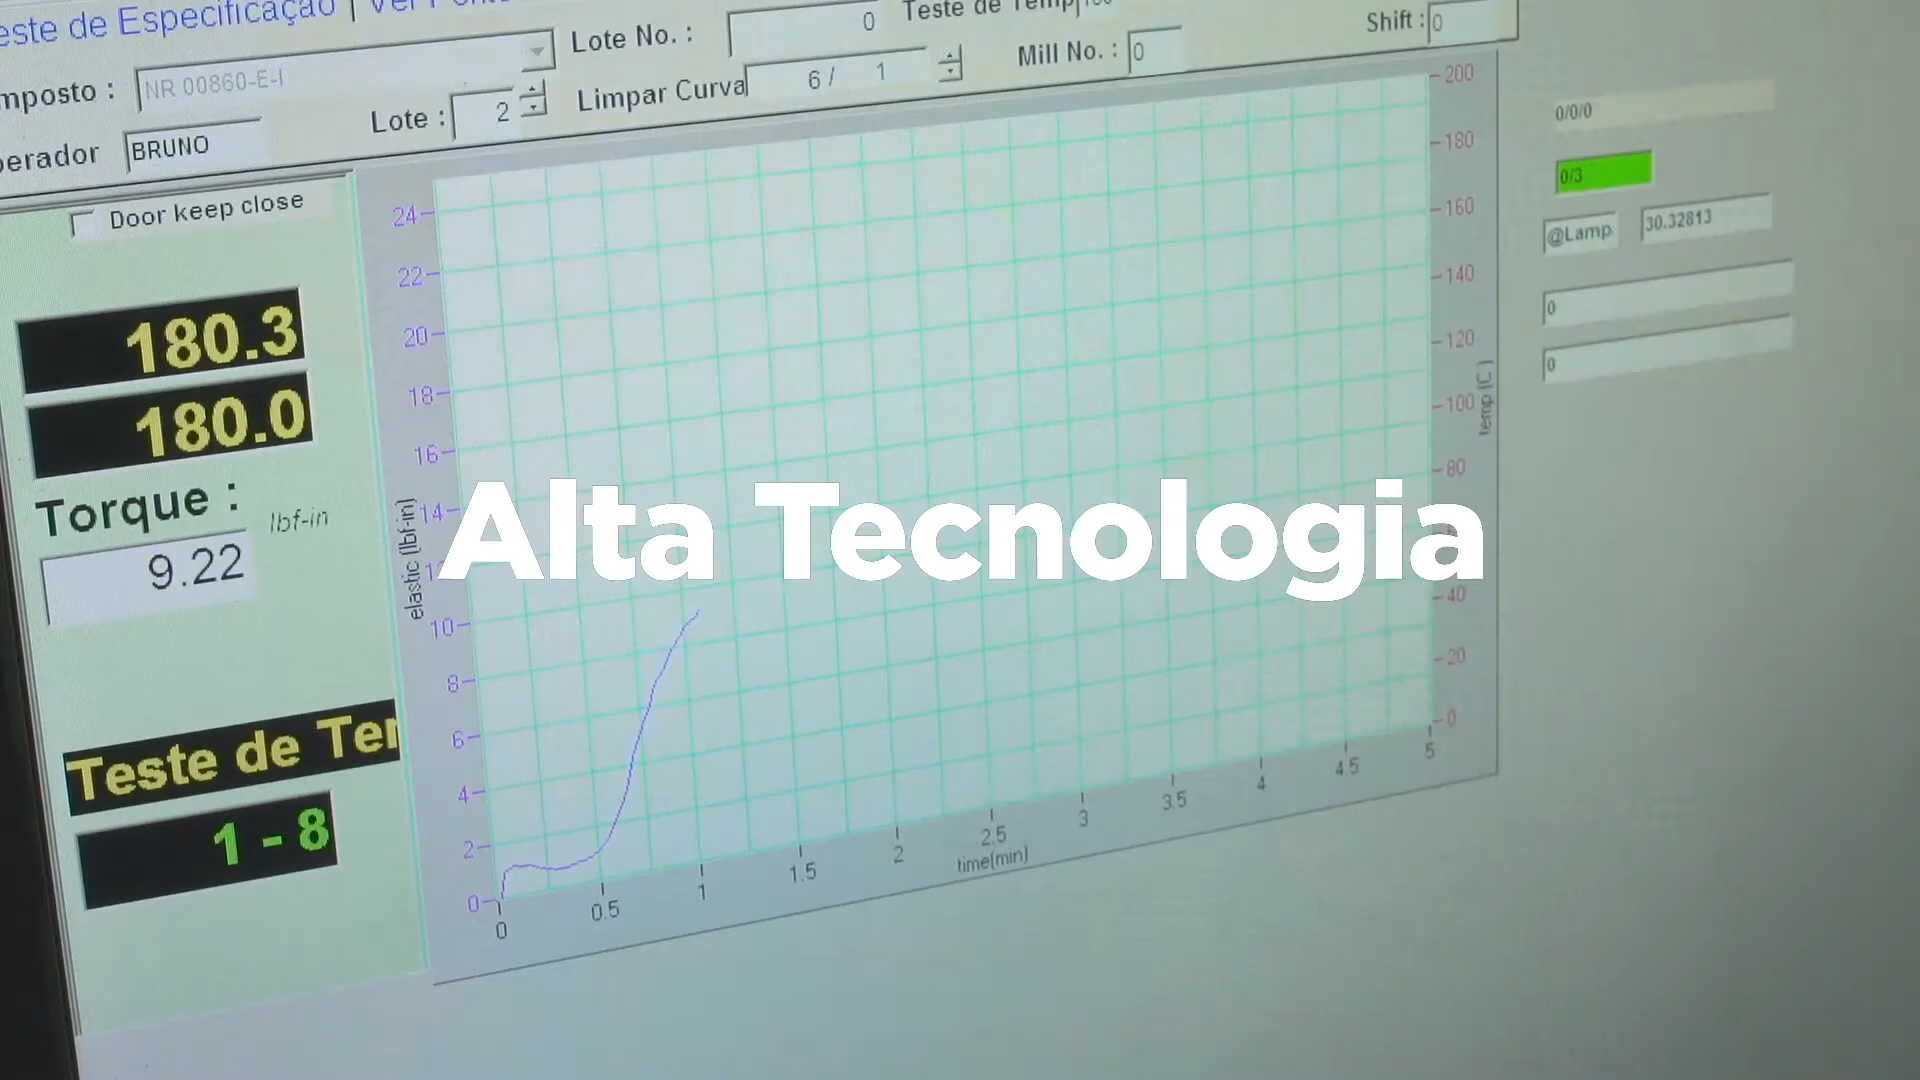 este de Especificação |
Lote No. : 0
Teste de
Shift : 0
mposto : NR 00860-E-I
Limpar Curva 6 / 1
Mill No. : 0
Lote : 2
perador BRUNO
Door keep close
180.3
180.0
Torque :
lbf-in
9.22
Teste de Ter
1 - 8
elastic (lbf-in)
24
22
20
18
16
14
10
8
6
4
2
0
0
0.5
1
1.5
2
2.5
3
3.5
4
4.5
5
time(min)
200
180
160
140
120
100
80
40
20
0
temp (C )
Alta Tecnologia
0/0/0
0/3
@Lamp 30.32813
0
0